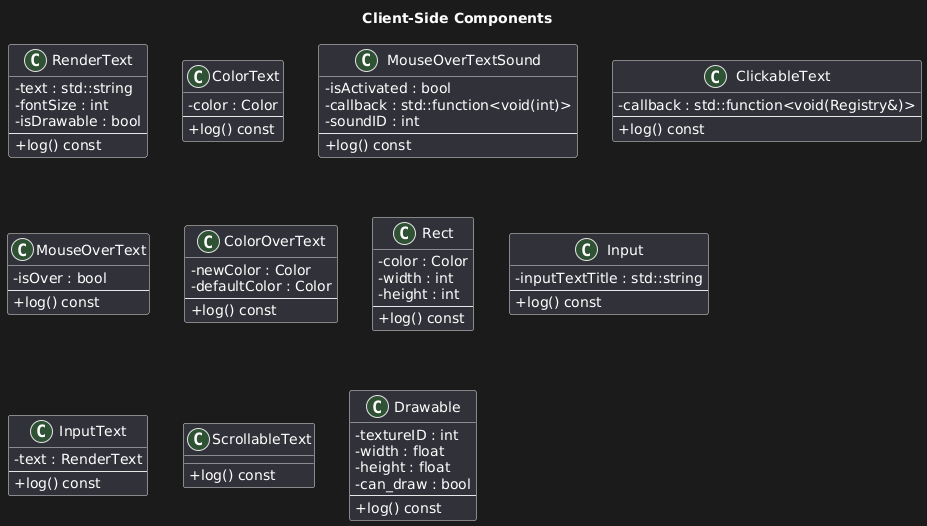 Client-Side Components
C RenderText
-text : std::string
-fontSize : int
-isDrawable : bool
+log() const
C ColorText
-color : Color
+log() const
C MouseOverTextSound
-isActivated : bool
-callback : std::function<void(int)>
-soundID : int
+log() const
C ClickableText
-callback : std::function<void(Registry&)>
+log() const
C MouseOverText
-isOver : bool
+log() const
C ColorOverText
-newColor : Color
-defaultColor : Color
+log() const
C Rect
-color : Color
-width : int
-height : int
+log() const
C Input
-inputTextTitle : std::string
+log() const
C InputText
-text : RenderText
+log() const
C ScrollableText
+log() const
C Drawable
-textureID : int
-width : float
-height : float
-can_draw : bool
+log() const